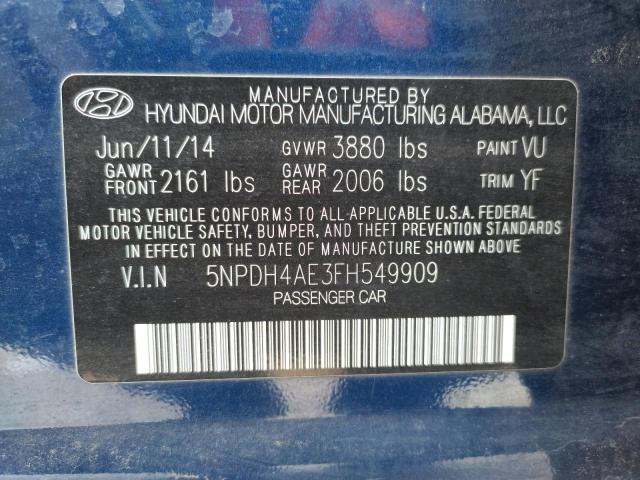 MANUFACTURED BY
HYUNDAI MOTOR MANUFACTURING ALABAMA, LLC
Jun/11/14 GVWR 3880 lbs PAINT VU
GAWR FRONT 2161 lbs GAWR REAR 2006 lbs TRIM YF
THIS VEHICLE CONFORMS TO ALL APPLICABLE U.S.A. FEDERAL
MOTOR VEHICLE SAFETY, BUMPER, AND THEFT PREVENTION STANDARDS
IN EFFECT ON THE DATE OF MANUFACTURE SHOWN ABOVE.
V.I.N 5NPDH4AE3FH549909
PASSENGER CAR